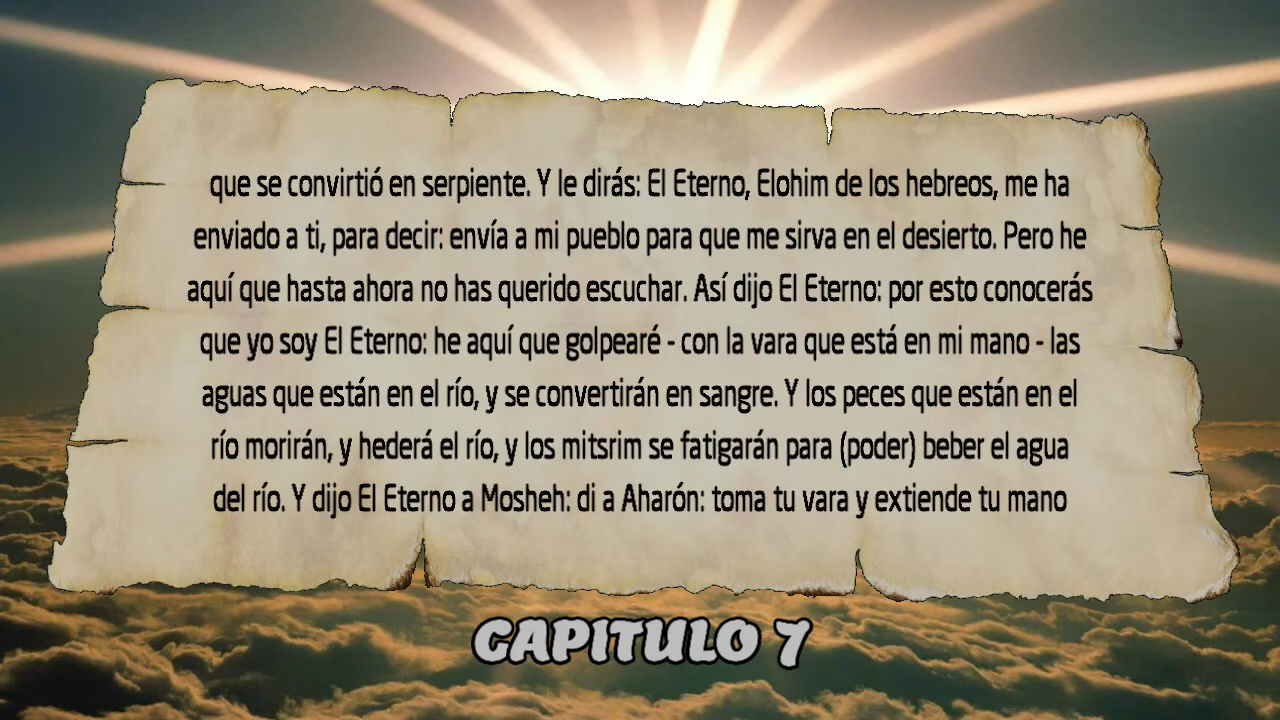 que se convirtió en serpiente. Y le dirás: El Eterno, Elohim de los hebreos, me ha
enviado a ti, para decir: envía a mi pueblo para que me sirva en el desierto. Pero he
aquí que hasta ahora no has querido escuchar. Así dijo El Eterno: por esto conocerás
que yo soy El Eterno: he aquí que golpearé - con la vara que está en mi mano - las
aguas que están en el río, y se convertirán en sangre. Y los peces que están en el
río morirán, y hederá el río, y los mitsrim se fatigarán para (poder) beber el agua
del río. Y dijo El Eterno a Mosheh: di a Aharón: toma tu vara y extiende tu mano
CAPITULO 7